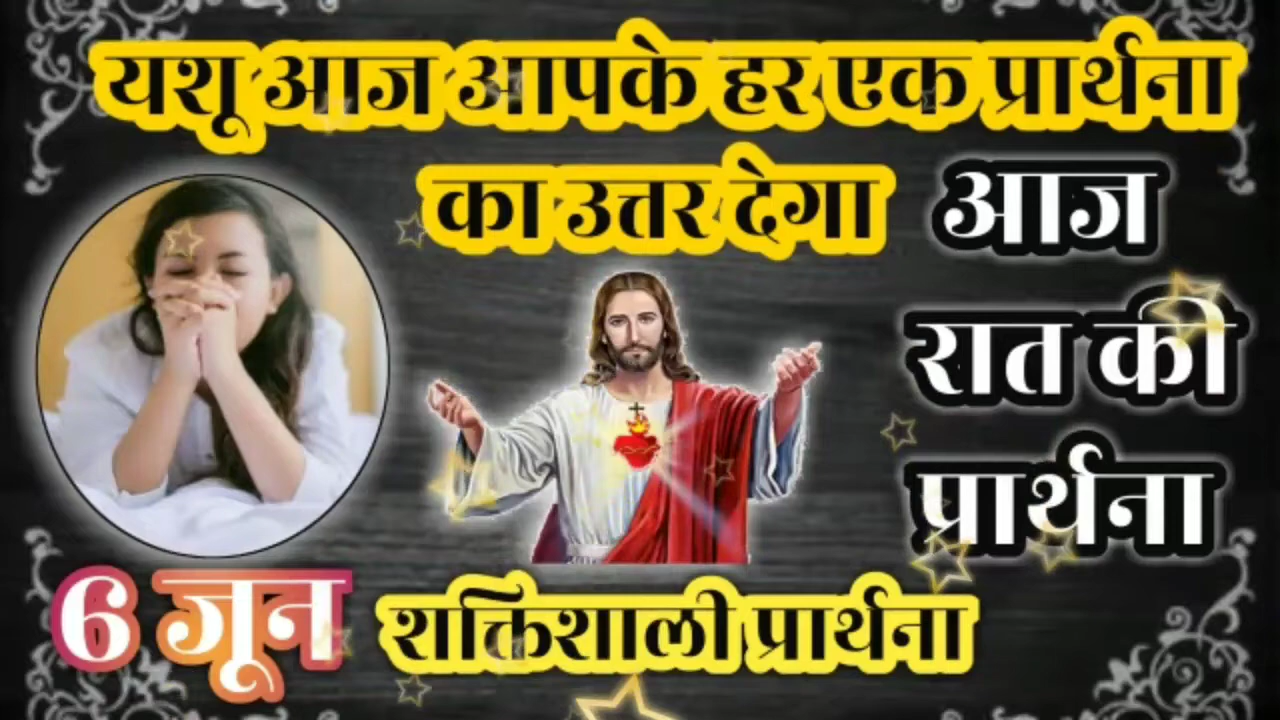 यशू आज आपके हर एक प्रार्थना
का उत्तर देगा
आज
रात की
प्रार्थना
6 जून
शक्तिशाली प्रार्थना